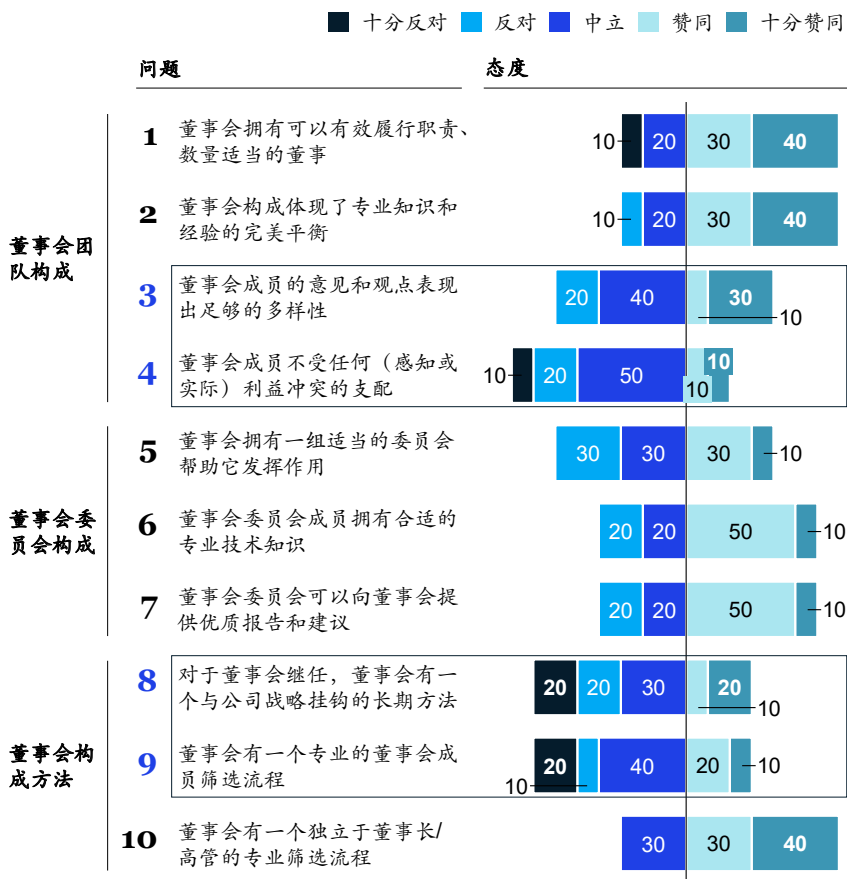 十分反对 反对 中立 赞同 十分赞同
问题 态度
董事会团
队构成
1 董事会拥有可以有效履行职责、
数量适当的董事
10 20 30 40
2 董事会构成体现了专业知识和
经验的完美平衡
10 20 30 40
3 董事会成员的意见和观点表现
出足够的多样性
20 40 10 30
4 董事会成员不受任何（感知或
实际）利益冲突的支配
10 20 50 10 10
董事会委
员会构成
5 董事会拥有一组适当的委员会
帮助它发挥作用
30 30 30 10
6 董事会委员会成员拥有合适的
专业技术知识
20 20 50 10
7 董事会委员会可以向董事会提
供优质报告和建议
20 20 50 10
董事会构
成方法
8 对于董事会继任，董事会有一
个与公司战略挂钩的长期方法
20 20 30 10 20
9 董事会有一个专业的董事会成
员筛选流程
20 10 40 20 10
10 董事会有一个独立于董事长/
高管的专业筛选流程
30 30 40